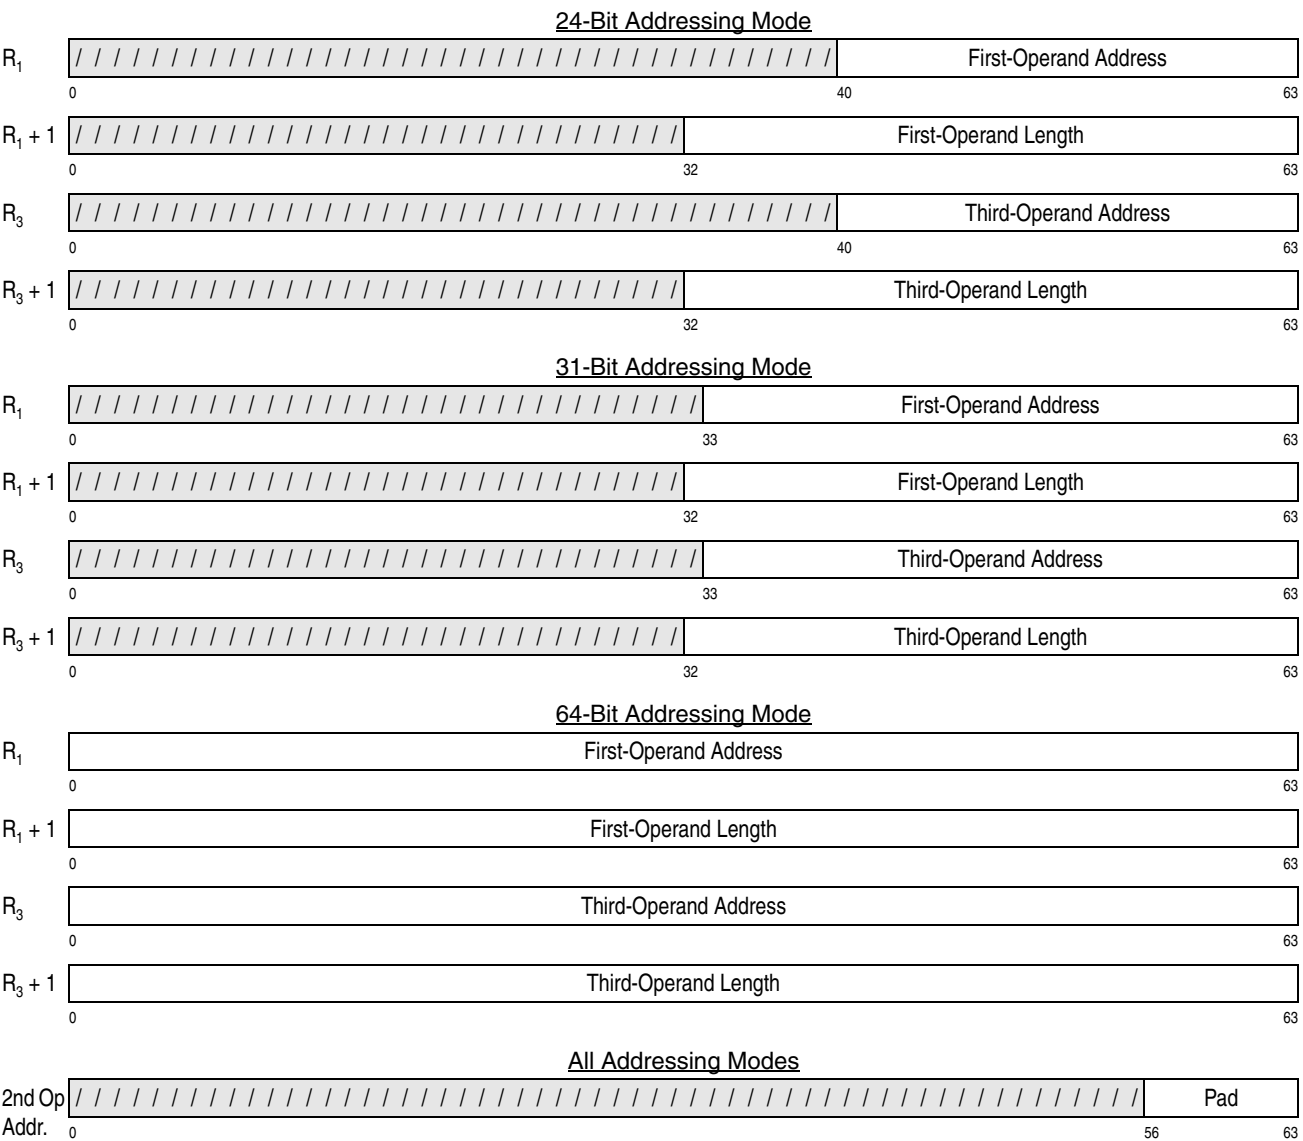 24-Bit Addressing Mode
R1 / / / / / / / / / / / / / / / / / / / / / / / / / / / / / / / / / / / / / / / / First-Operand Address
0 40 63
R1 + 1 / / / / / / / / / / / / / / / / / / / / / / / / / / / / / / / / First-Operand Length
0 32 63
R3 / / / / / / / / / / / / / / / / / / / / / / / / / / / / / / / / / / / / / / / / Third-Operand Address
0 40 63
R3 + 1 / / / / / / / / / / / / / / / / / / / / / / / / / / / / / / / / Third-Operand Length
0 32 63
31-Bit Addressing Mode
R1 / / / / / / / / / / / / / / / / / / / / / / / / / / / / / / / / / First-Operand Address
0 33 63
R1 + 1 / / / / / / / / / / / / / / / / / / / / / / / / / / / / / / / / First-Operand Length
0 32 63
R3 / / / / / / / / / / / / / / / / / / / / / / / / / / / / / / / / / Third-Operand Address
0 33 63
R3 + 1 / / / / / / / / / / / / / / / / / / / / / / / / / / / / / / / / Third-Operand Length
0 32 63
64-Bit Addressing Mode
R1 First-Operand Address
0 63
R1 + 1 First-Operand Length
0 63
R3 Third-Operand Address
0 63
R3 + 1 Third-Operand Length
0 63
All Addressing Modes
2nd Op / / / / / / / / / / / / / / / / / / / / / / / / / / / / / / / / / / / / / / / / / / / / / / / / / / / / / / / / Pad
Addr. 0 56 63